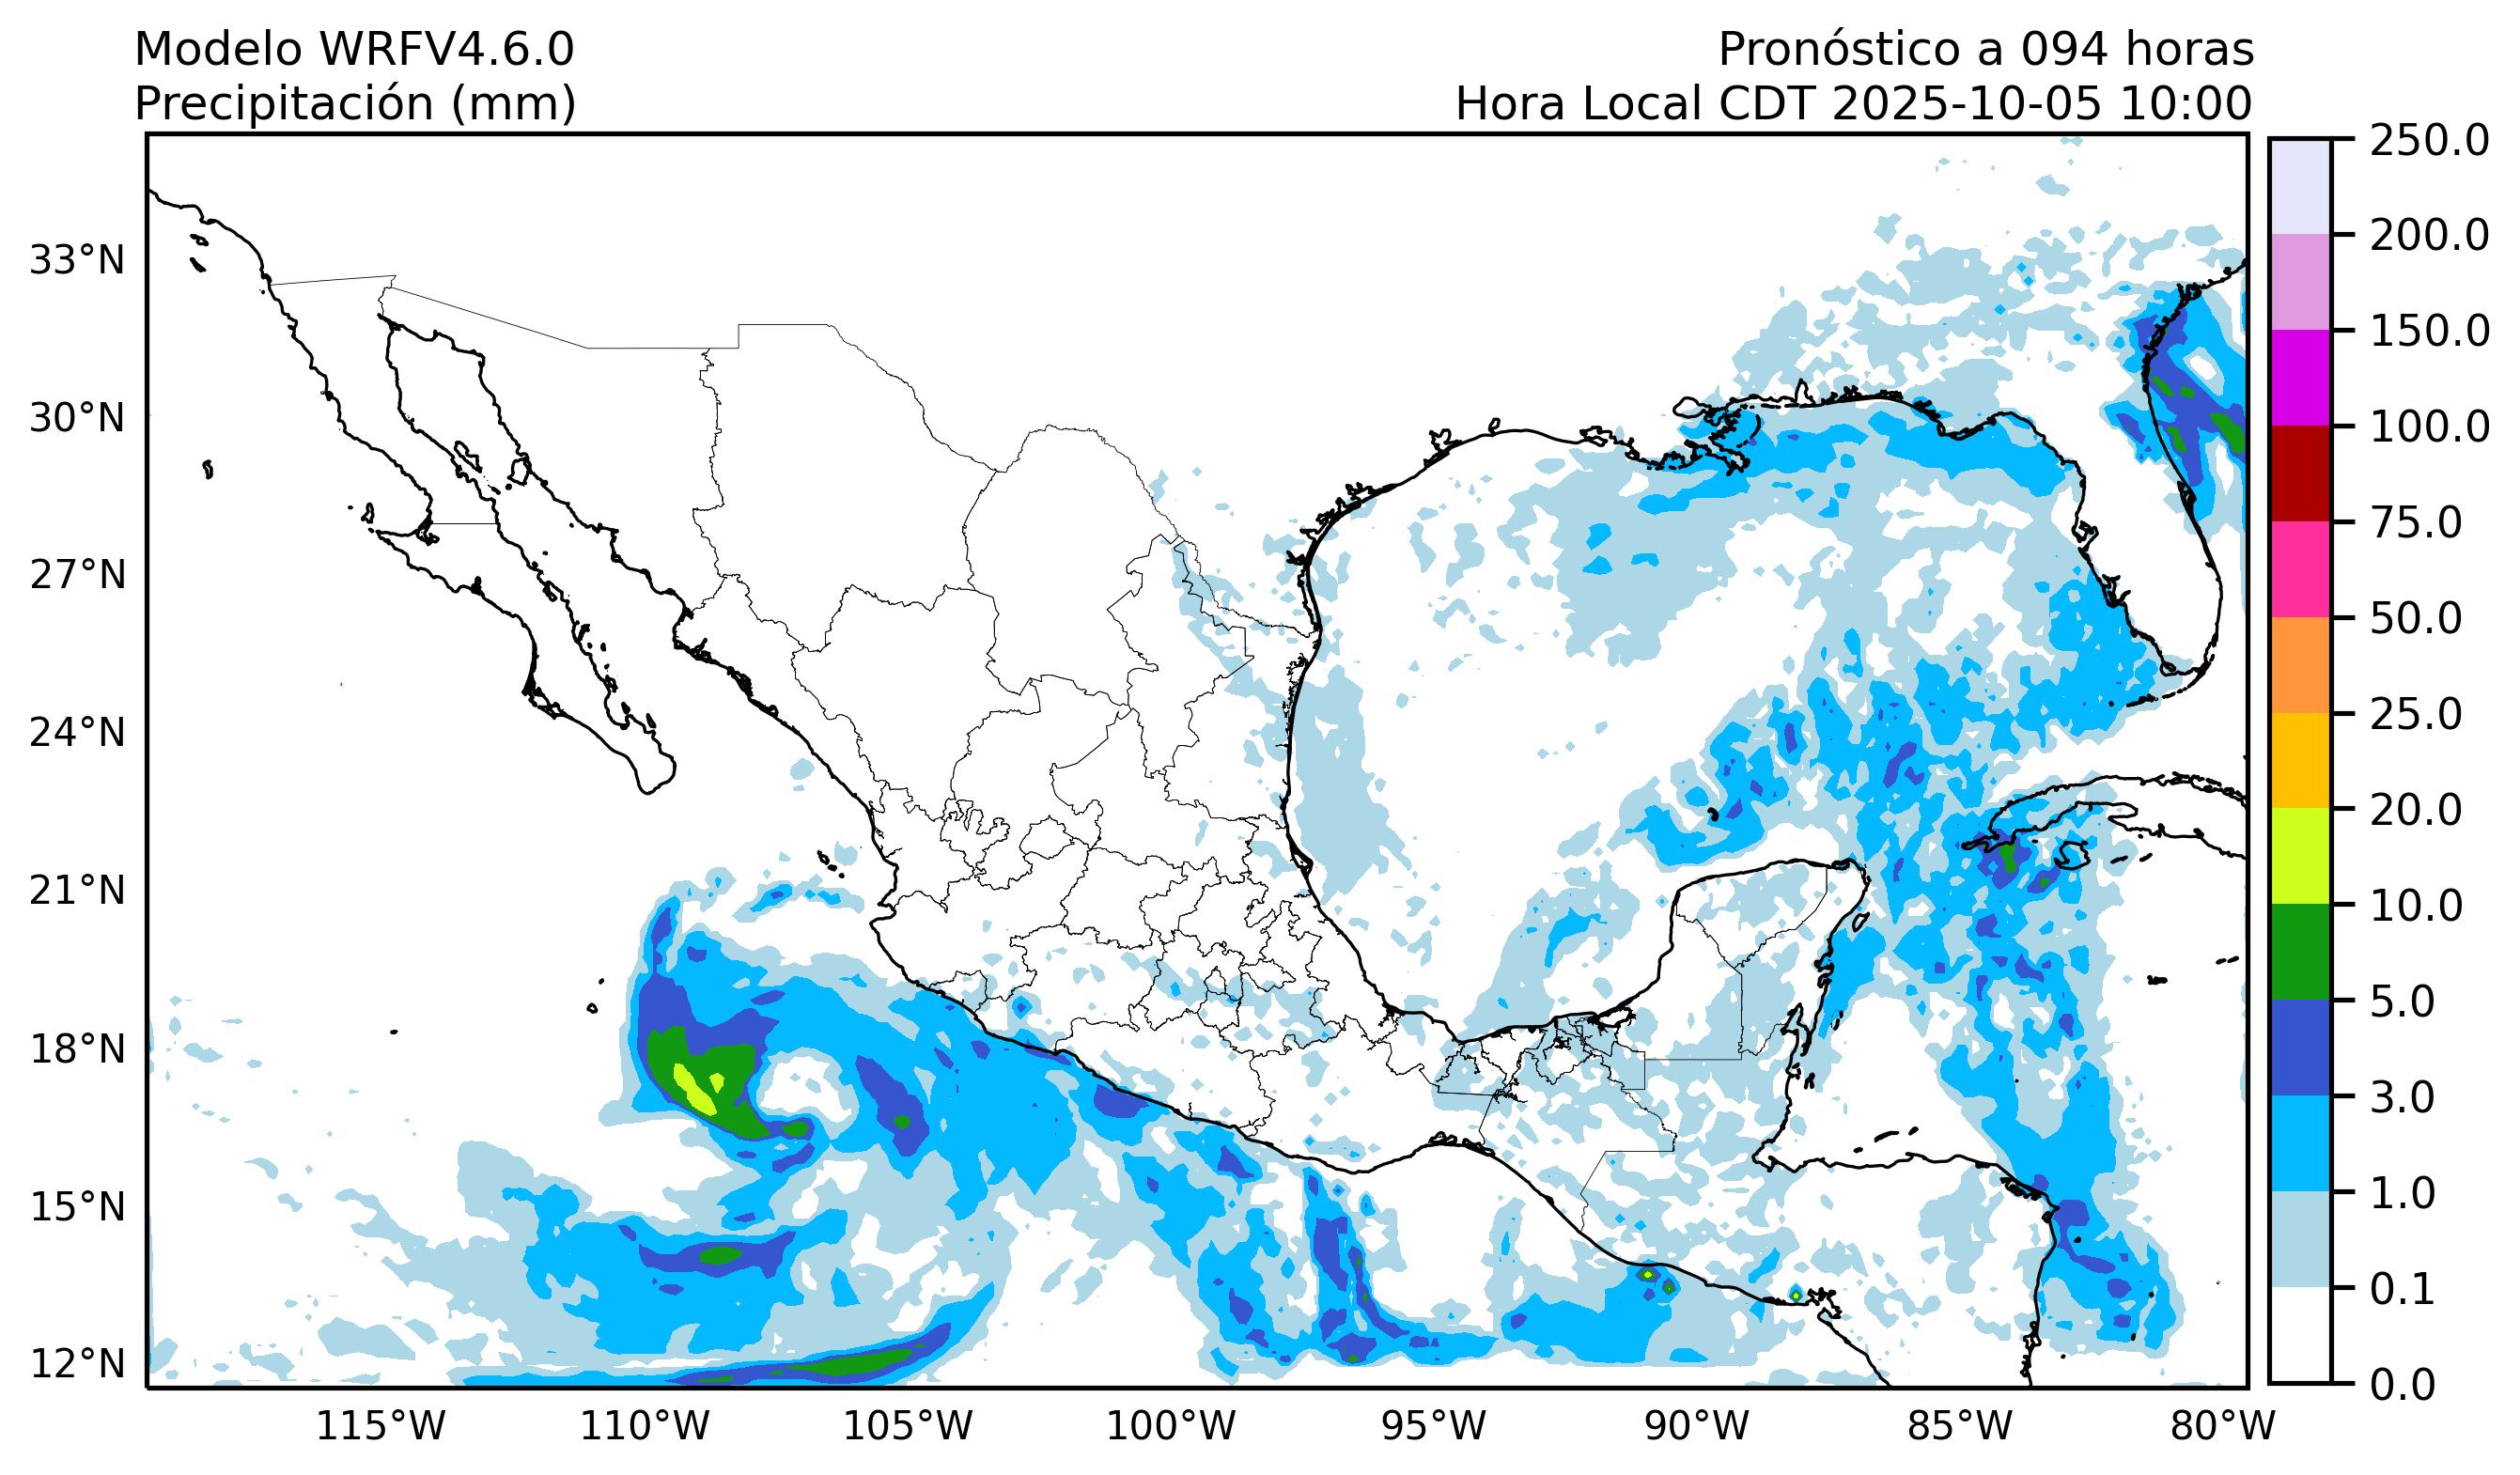 Modelo WRFV4.6.0
Precipitación (mm)
Pronóstico a 094 horas
Hora Local CDT 2025-10-05 10:00
33°N
30°N
27°N
24°N
21°N
18°N
15°N
12°N
115°W
110°W
105°W
100°W
95°W
90°W
85°W
80°W
250.0
200.0
150.0
100.0
75.0
50.0
25.0
20.0
10.0
5.0
3.0
1.0
0.1
0.0